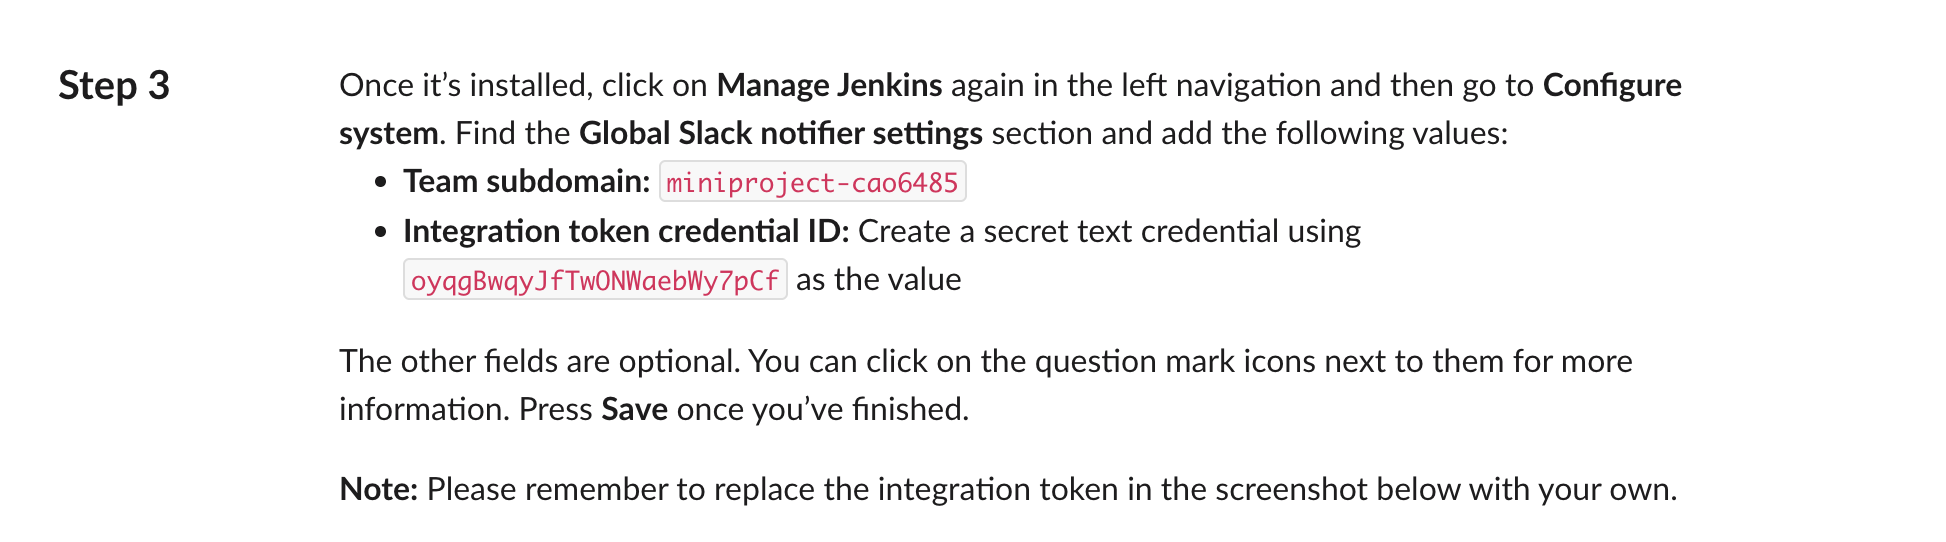 Step 3
Once it’s installed, click on Manage Jenkins again in the left navigation and then go to Configure
system. Find the Global Slack notifier settings section and add the following values:
• Team subdomain: miniproject-cao6485
• Integration token credential ID: Create a secret text credential using
oyqgBwqyJfTwONWaebWy7pCf as the value
The other fields are optional. You can click on the question mark icons next to them for more
information. Press Save once you’ve finished.
Note: Please remember to replace the integration token in the screenshot below with your own.